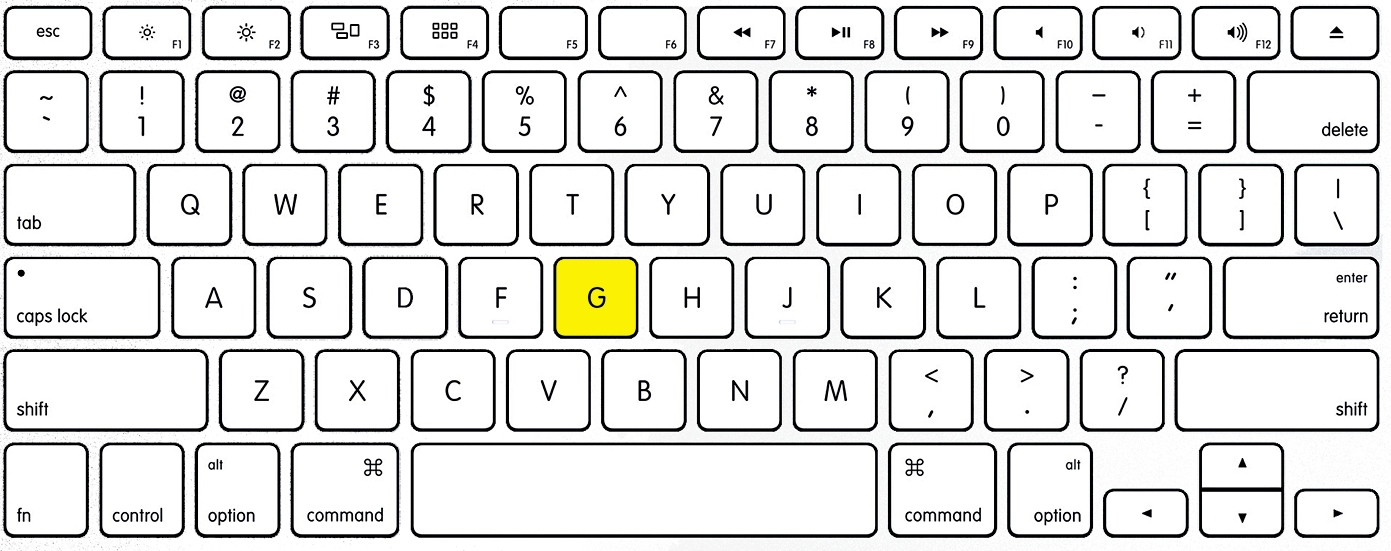 esc F1 F2 F3 F4 F5 F6 F7 F8 F9 F10 F11 F12
~ ! @ # $ % ^ & * ( ) – +
` 1 2 3 4 5 6 7 8 9 0 - = delete
tab Q W E R T Y U I O P { [ } ] | \
caps lock A S D F G H J K L : ; " ' enter return
shift Z X C V B N M < , > . ? / shift
fn control alt option ⌘ command ⌘ command alt option ◄ ▲ ▼ ►